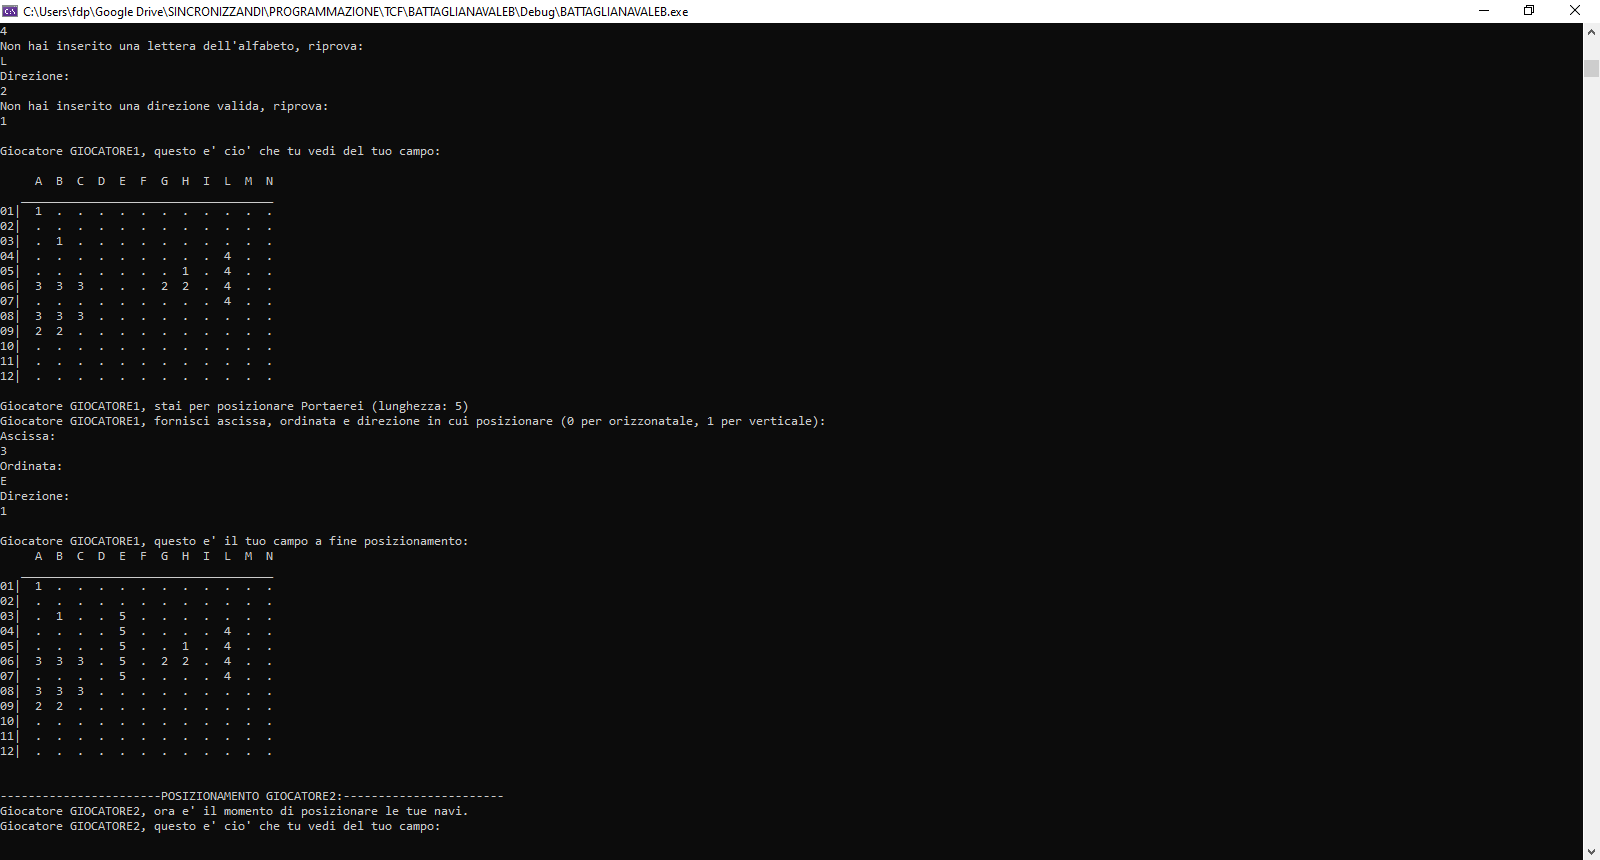 C:\Users\fdp\Google Drive\SINCRONIZZANDI\PROGRAMMAZIONE\TCF\BATTAGLIANAVALEB\Debug\BATTAGLIANAVALEB.exe
4
Non hai inserito una lettera dell'alfabeto, riprova:
L
Direzione:
2
Non hai inserito una direzione valida, riprova:
1
Giocatore GIOCATORE1, questo e' cio' che tu vedi del tuo campo:
A B C D E F G H I L M N
01| 1 . . . . . . . . . . .
02| . . . . . . . . . . . .
03| . 1 . . . . . . . . . .
04| . . . . . . . . . 4 . .
05| . . . . . . . 1 . 4 . .
06| 3 3 3 . . . 2 2 . 4 . .
07| . . . . . . . . . 4 . .
08| 3 3 3 . . . . . . . . .
09| 2 2 . . . . . . . . . .
10| . . . . . . . . . . . .
11| . . . . . . . . . . . .
12| . . . . . . . . . . . .
Giocatore GIOCATORE1, stai per posizionare Portaerei (lunghezza: 5)
Giocatore GIOCATORE1, fornisci ascissa, ordinata e direzione in cui posizionare (0 per orizzonatale, 1 per verticale):
Ascissa:
3
Ordinata:
E
Direzione:
1
Giocatore GIOCATORE1, questo e' il tuo campo a fine posizionamento:
A B C D E F G H I L M N
01| 1 . . . . . . . . . . .
02| . . . . . . . . . . . .
03| . 1 . . 5 . . . . . . .
04| . . . . 5 . . . . 4 . .
05| . . . . 5 . . 1 . 4 . .
06| 3 3 3 . 5 . 2 2 . 4 . .
07| . . . . 5 . . . . 4 . .
08| 3 3 3 . . . . . . . . .
09| 2 2 . . . . . . . . . .
10| . . . . . . . . . . . .
11| . . . . . . . . . . . .
12| . . . . . . . . . . . .
-----------------------POSIZIONAMENTO GIOCATORE2:-----------------------
Giocatore GIOCATORE2, ora e' il momento di posizionare le tue navi.
Giocatore GIOCATORE2, questo e' cio' che tu vedi del tuo campo: